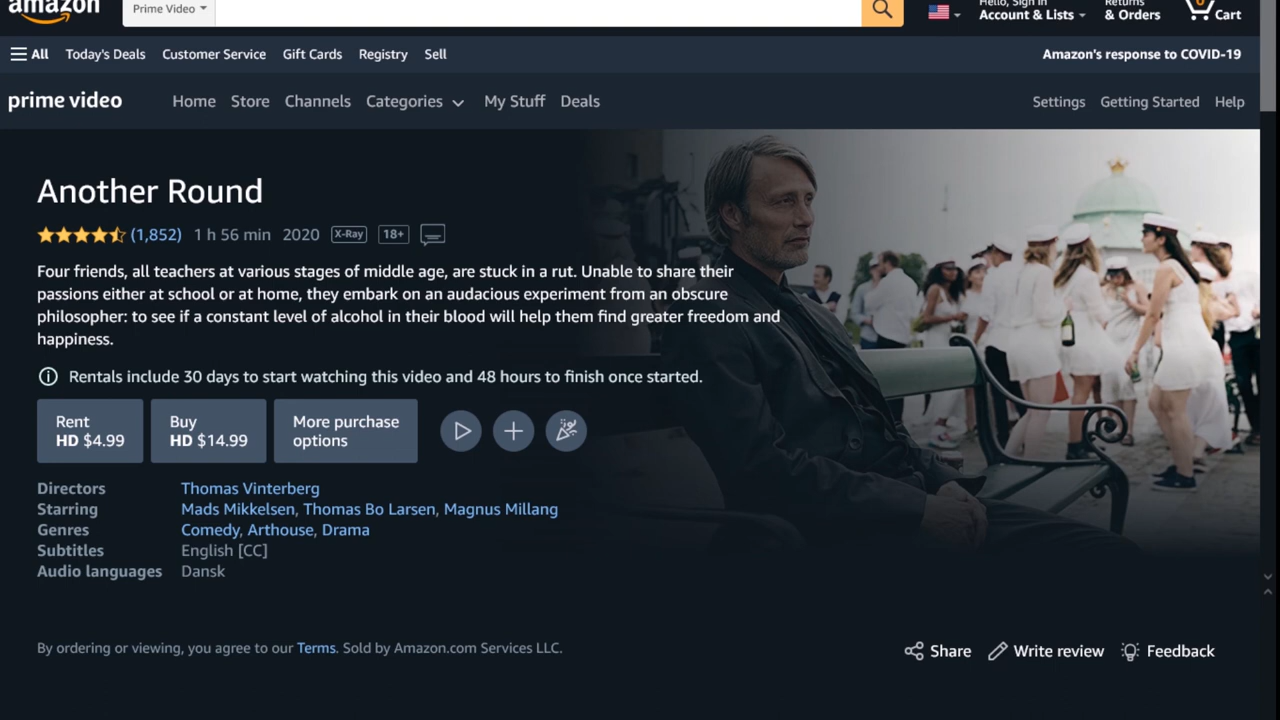 amazon
Prime Video
Hello, Sign in
Account & Lists
Returns
& Orders
0
Cart
All Today's Deals Customer Service Gift Cards Registry Sell
Amazon's response to COVID-19
prime video Home Store Channels Categories My Stuff Deals Settings Getting Started Help
Another Round
(1,852) 1 h 56 min 2020 X-Ray 18+
Four friends, all teachers at various stages of middle age, are stuck in a rut. Unable to share their
passions either at school or at home, they embark on an audacious experiment from an obscure
philosopher: to see if a constant level of alcohol in their blood will help them find greater freedom and
happiness.
Rentals include 30 days to start watching this video and 48 hours to finish once started.
Rent
HD $4.99
Buy
HD $14.99
More purchase
options
Directors Thomas Vinterberg
Starring Mads Mikkelsen, Thomas Bo Larsen, Magnus Millang
Genres Comedy, Arthouse, Drama
Subtitles English [CC]
Audio languages Dansk
By ordering or viewing, you agree to our Terms. Sold by Amazon.com Services LLC.
Share Write review Feedback